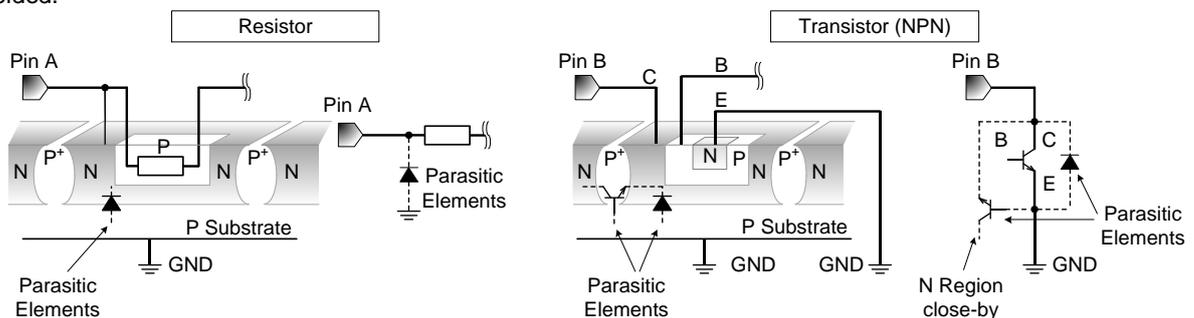 Resistor
Pin A
N
P+
N
P
N
P+
N
Parasitic
Elements
P Substrate
GND
Pin A
Parasitic
Elements
Transistor (NPN)
Pin B
C
B
E
N
P+
N
N
P
N
P+
N
P Substrate
Parasitic
Elements
GND
GND
Pin B
B
C
E
Parasitic
Elements
GND
N Region
close-by